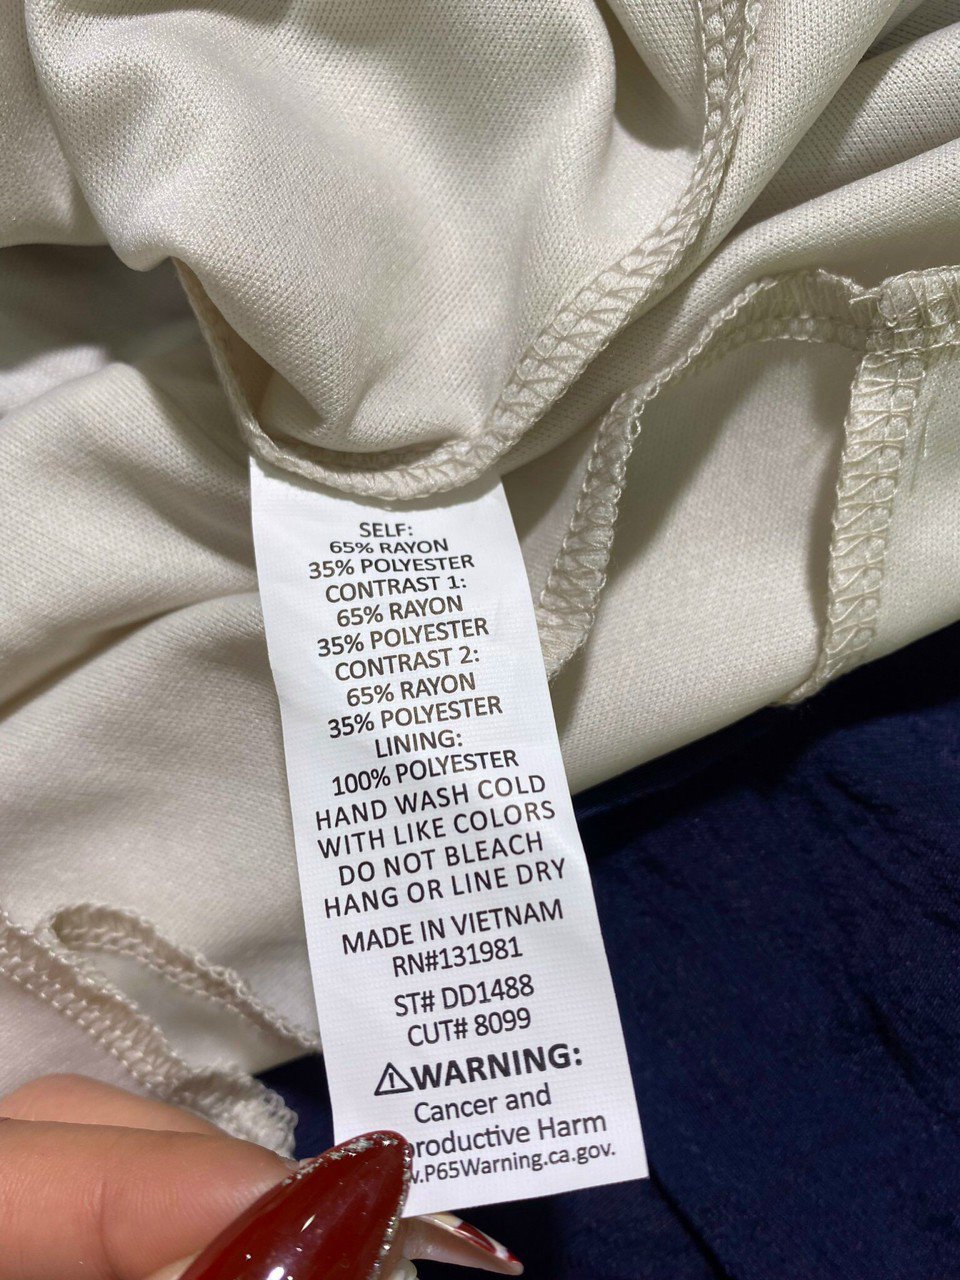 SELF:
65% RAYON
35% POLYESTER
CONTRAST 1:
65% RAYON
35% POLYESTER
CONTRAST 2:
65% RAYON
35% POLYESTER
LINING:
100% POLYESTER
HAND WASH COLD
WITH LIKE COLORS
DO NOT BLEACH
HANG OR LINE DRY
MADE IN VIETNAM
RN#131981
ST# DD1488
CUT# 8099
⚠WARNING:
Cancer and
productive Harm
w.P65Warning.ca.gov.